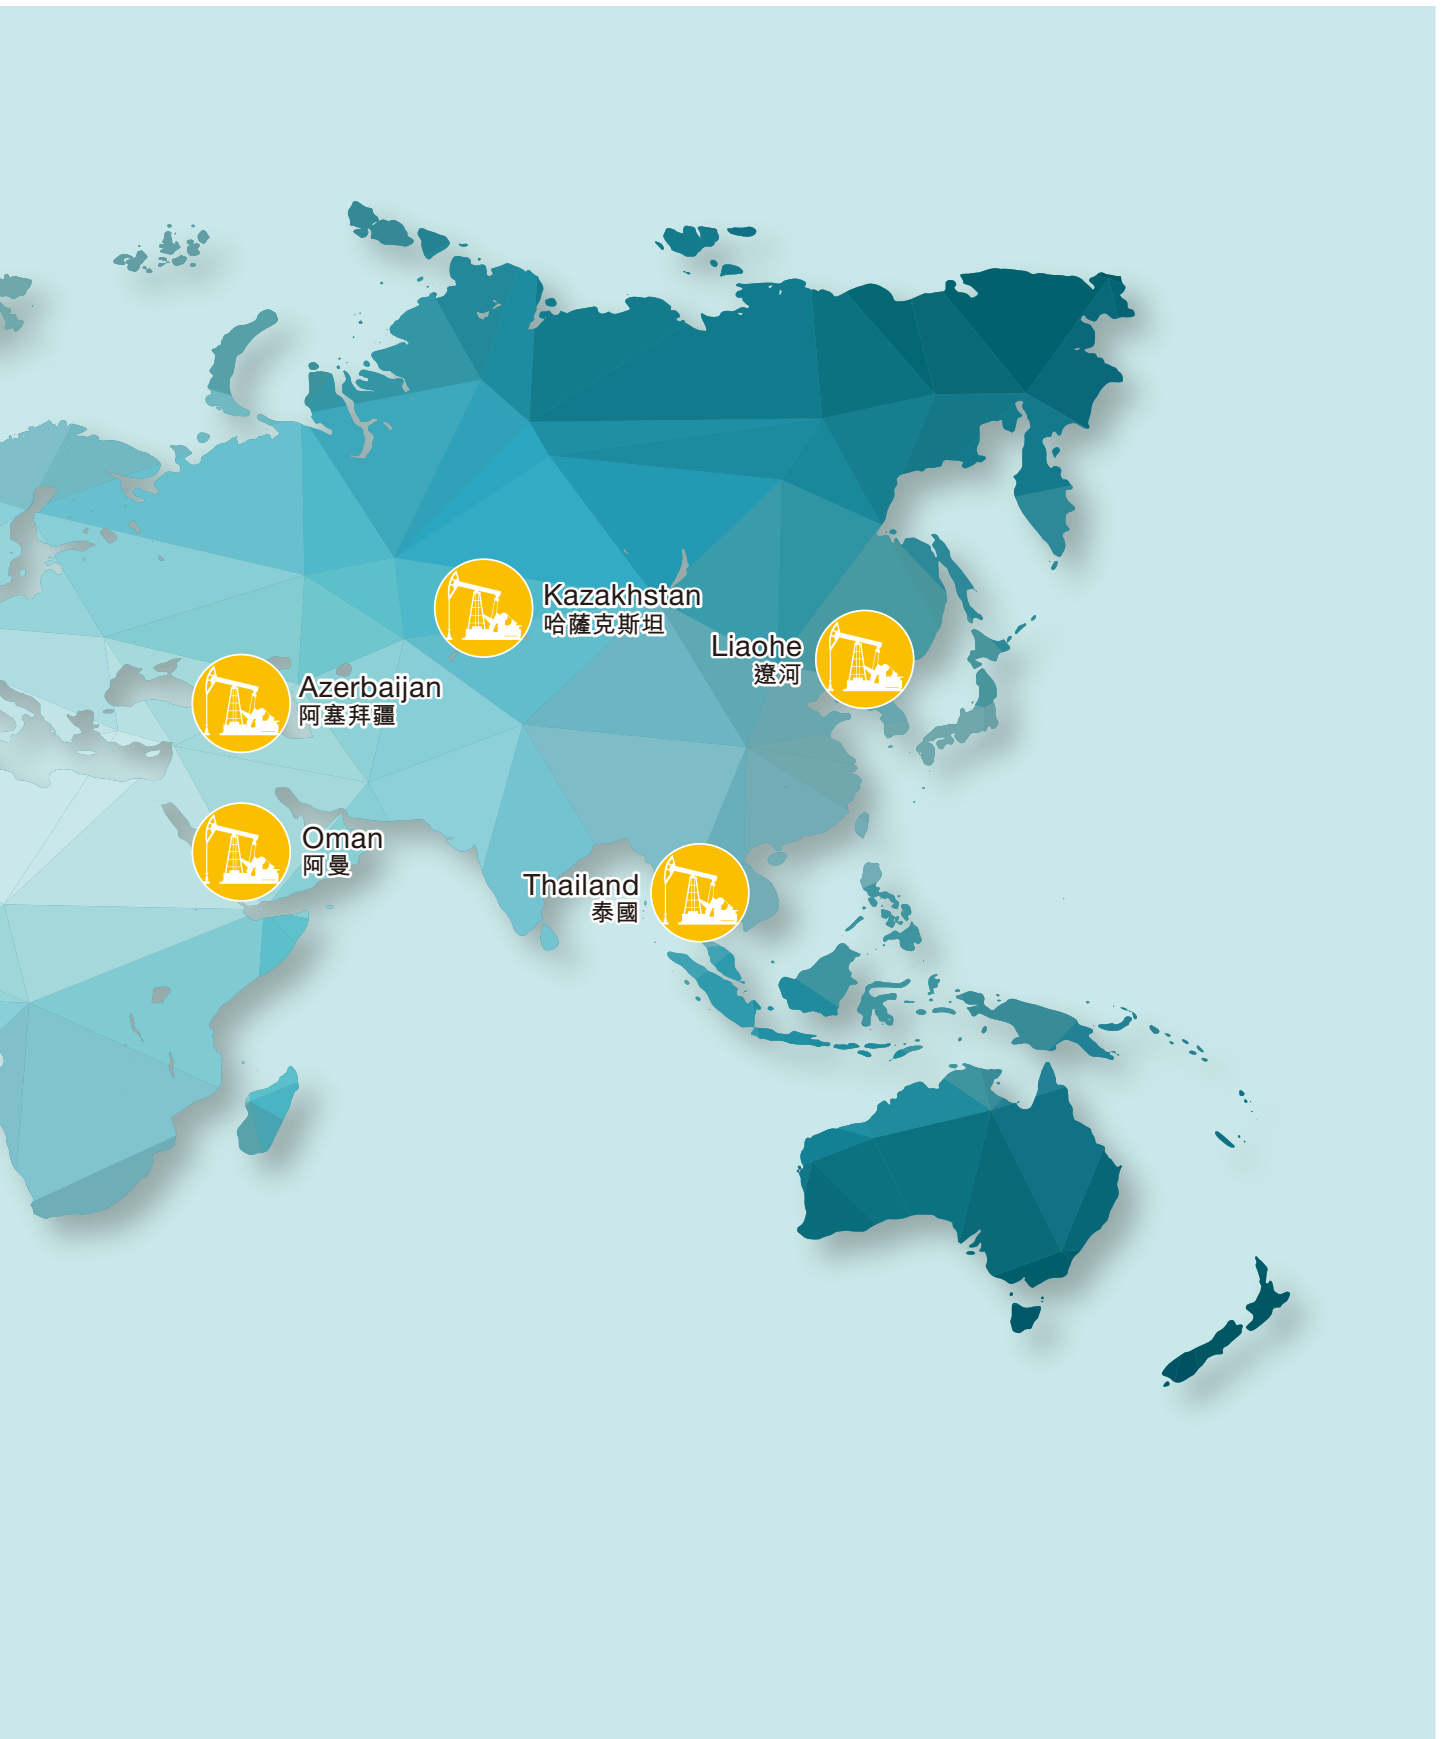 Kazakhstan
哈薩克斯坦
Liaohe
遼河
Azerbaijan
阿塞拜疆
Oman
阿曼
Thailand
泰國